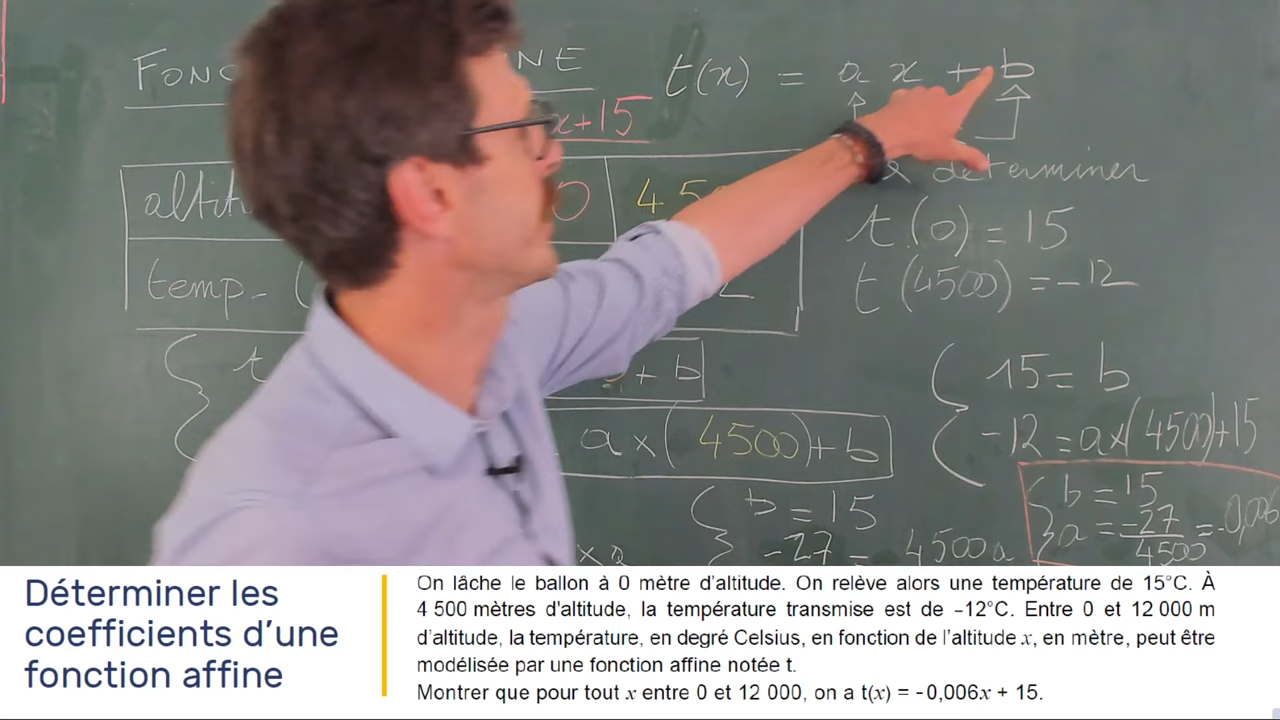 NE
t(x) = a x + b
x+15
à determiner
0 4 5
t(0) = 15
temp- (
t(4500) = -12
15 = b
+ b
-12 = a×(4500)+15
a×(4500)+b
b = 15
b = 15
a = -27/4500 = -0,006
-27 = 4500a
Déterminer les
coefficients d'une
fonction affine
On lâche le ballon à 0 mètre d'altitude. On relève alors une température de 15°C. À
4 500 mètres d'altitude, la température transmise est de −12°C. Entre 0 et 12 000 m
d'altitude, la température, en degré Celsius, en fonction de l'altitude x, en mètre, peut être
modélisée par une fonction affine notée t.
Montrer que pour tout x entre 0 et 12 000, on a t(x) = -0,006x + 15.